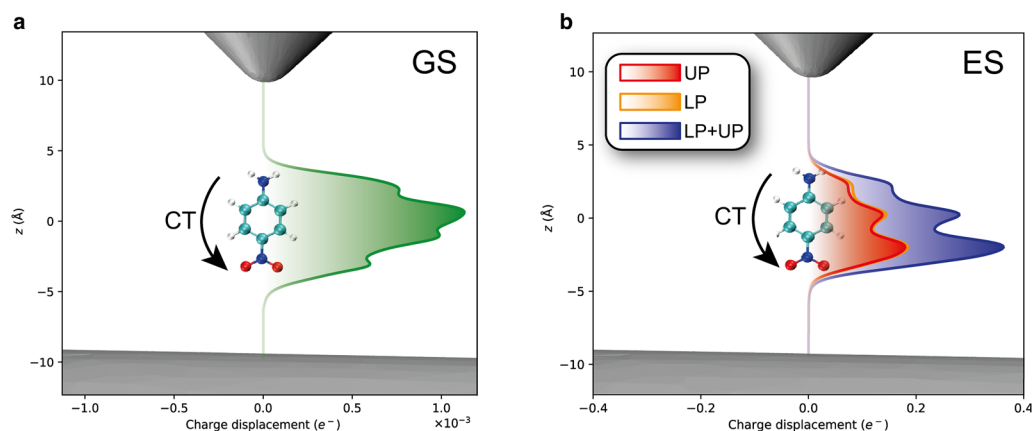 a
GS
10
5
0
−5
−10
z (Å)
CT
−1.0 −0.5 0.0 0.5 1.0
×10⁻³
Charge displacement (e⁻)
b
ES
UP
LP
LP+UP
10
5
0
−5
−10
z (Å)
CT
−0.4 −0.2 0.0 0.2 0.4
Charge displacement (e⁻)